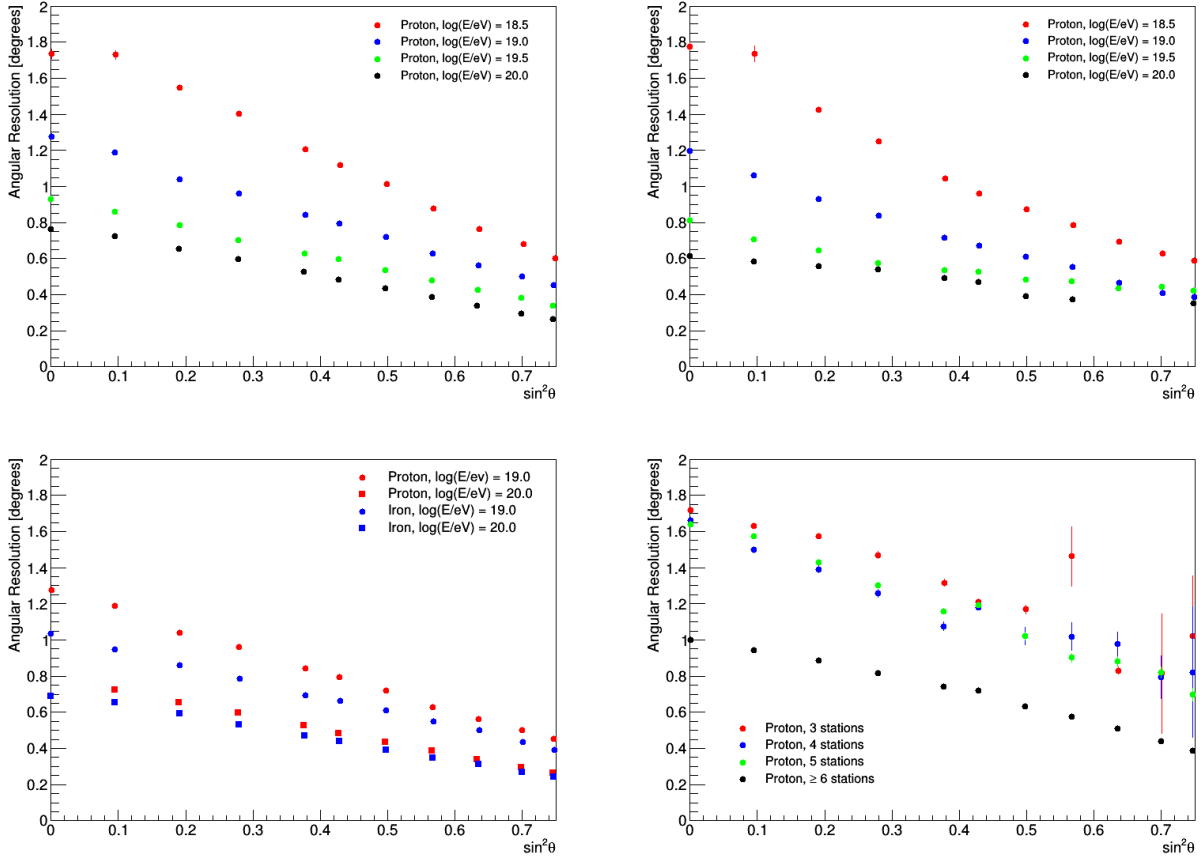 Angular Resolution [degrees]
2
1.8
1.6
1.4
1.2
1
0.8
0.6
0.4
0.2
0
Proton, log(E/eV) = 18.5
Proton, log(E/eV) = 19.0
Proton, log(E/eV) = 19.5
Proton, log(E/eV) = 20.0
0 0.1 0.2 0.3 0.4 0.5 0.6 0.7
sin²θ
Angular Resolution [degrees]
2
1.8
1.6
1.4
1.2
1
0.8
0.6
0.4
0.2
0
Proton, log(E/eV) = 18.5
Proton, log(E/eV) = 19.0
Proton, log(E/eV) = 19.5
Proton, log(E/eV) = 20.0
0 0.1 0.2 0.3 0.4 0.5 0.6 0.7
sin²θ
Angular Resolution [degrees]
2
1.8
1.6
1.4
1.2
1
0.8
0.6
0.4
0.2
0
Proton, log(E/ev) = 19.0
Proton, log(E/eV) = 20.0
Iron, log(E/eV) = 19.0
Iron, log(E/eV) = 20.0
0 0.1 0.2 0.3 0.4 0.5 0.6 0.7
sin²θ
Angular Resolution [degrees]
2
1.8
1.6
1.4
1.2
1
0.8
0.6
0.4
0.2
0
Proton, 3 stations
Proton, 4 stations
Proton, 5 stations
Proton, ≥ 6 stations
0 0.1 0.2 0.3 0.4 0.5 0.6 0.7
sin²θ